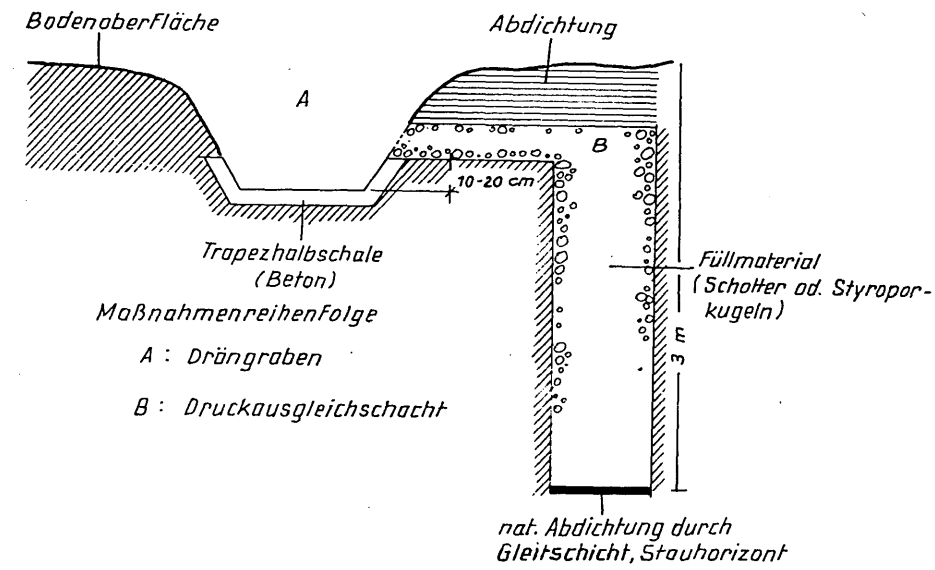 Bodenoberfläche
Abdichtung
A
B
10-20 cm
Trapezhalbschale
(Beton)
Füllmaterial
(Schotter od. Styropor-
kugeln)
3 m
Maßnahmenreihenfolge
A : Drängraben
B : Druckausgleichschacht
nat. Abdichtung durch
Gleitschicht, Stauhorizont